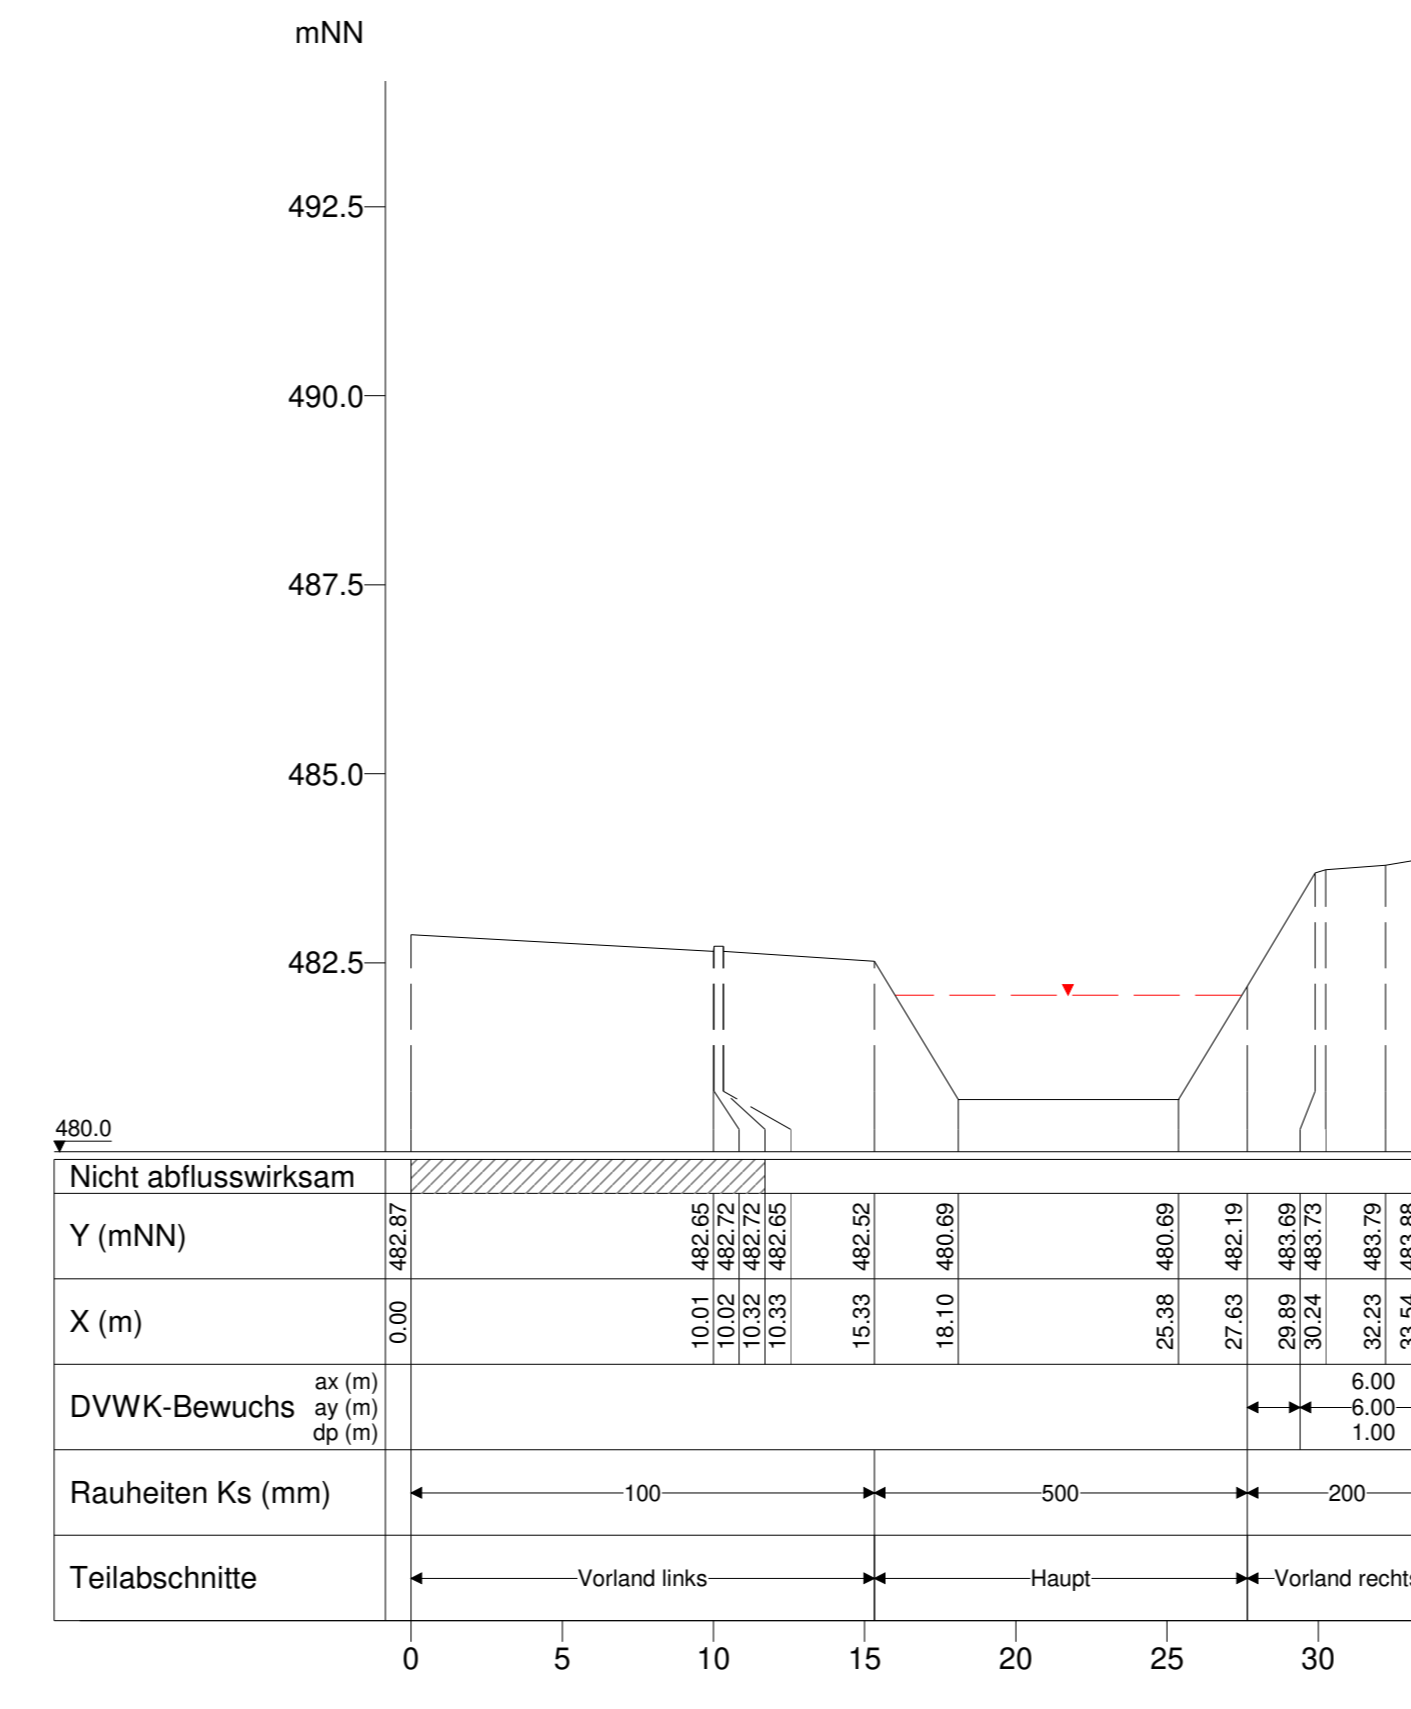 mNN
492.5
490.0
487.5
485.0
482.5
480.0
Nicht abflusswirksam
Y (mNN)
482.87 482.65 482.72 482.72 482.65 482.52 480.69 480.69 482.19 483.69 483.73 483.79 483.88
X (m)
0.00 10.01 10.02 10.32 10.33 15.33 18.10 25.38 27.63 29.89 30.24 32.23 33.54
DVWK-Bewuchs
ax (m) 6.00
ay (m) 6.00
dp (m) 1.00
Rauheiten Ks (mm) 100 500 200
Teilabschnitte Vorland links Haupt Vorland rechts
0 5 10 15 20 25 30